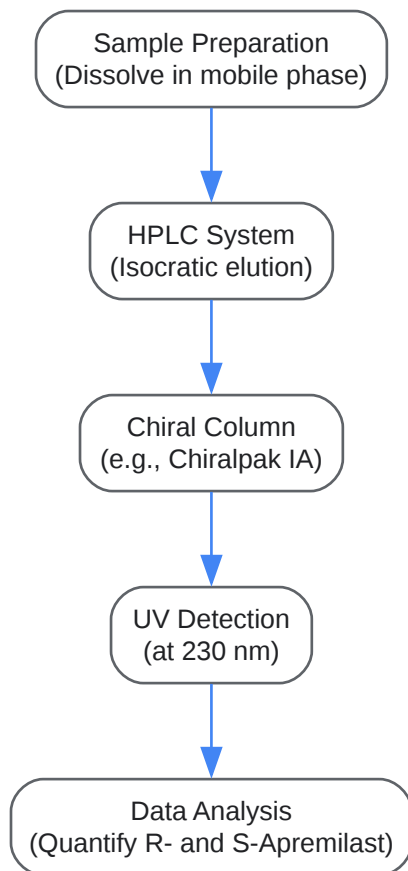 Sample Preparation
(Dissolve in mobile phase)
HPLC System
(Isocratic elution)
Chiral Column
(e.g., Chiralpak IA)
UV Detection
(at 230 nm)
Data Analysis
(Quantify R- and S-Apremilast)